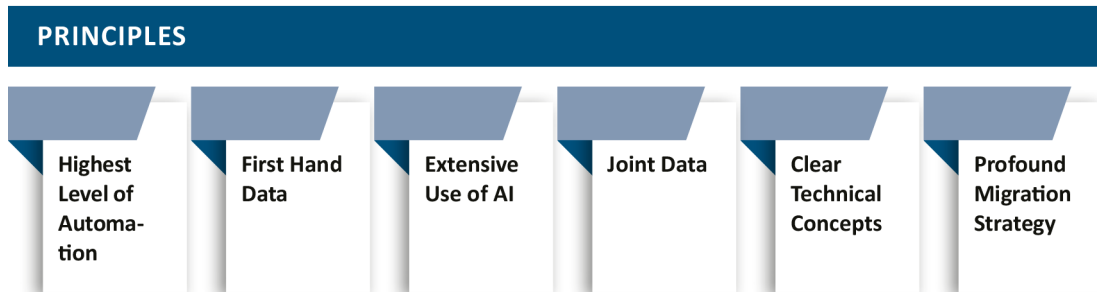 PRINCIPLES
Highest
Level of
Automa-
tion
First Hand
Data
Extensive
Use of AI
Joint Data
Clear
Technical
Concepts
Profound
Migration
Strategy